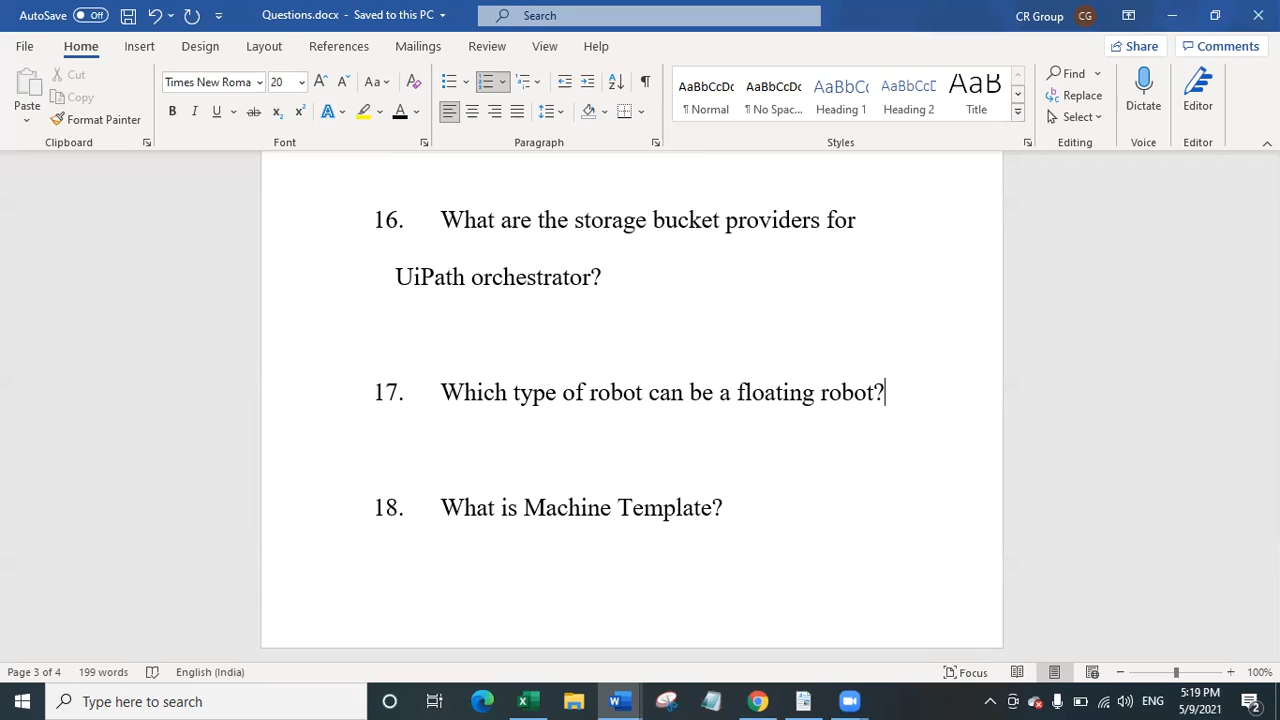 AutoSave Off Questions.docx - Saved to this PC Search CR Group CG
File Home Insert Design Layout References Mailings Review View Help Share Comments
Paste Cut Copy Format Painter
Times New Roma 20 Aa
B I U ab x₂ x² A A
AaBbCcDc AaBbCcDc AaBbCc AaBbCcD AaB
¶ Normal ¶ No Spac... Heading 1 Heading 2 Title
Find Replace Select
Dictate Editor
Clipboard Font Paragraph Styles Editing Voice Editor
16. What are the storage bucket providers for
UiPath orchestrator?
17. Which type of robot can be a floating robot?
18. What is Machine Template?
Page 3 of 4 199 words English (India) Focus 100%
Type here to search ENG 5:19 PM
5/9/2021 2